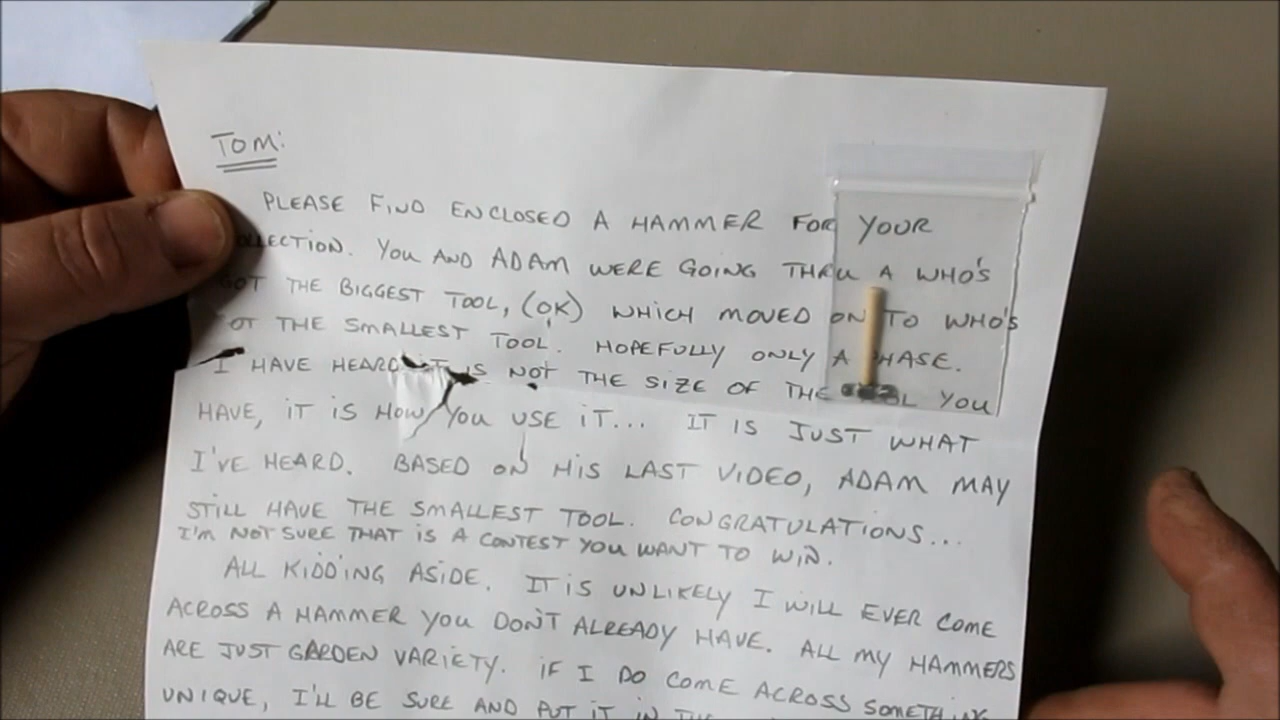 TOM:
PLEASE FIND ENCLOSED A HAMMER FOR YOUR
LLECTION. YOU AND ADAM WERE GOING THRU A WHO'S
GOT THE BIGGEST TOOL, (OK) WHICH MOVED ON TO WHO'S
OT THE SMALLEST TOOL. HOPEFULLY ONLY A PHASE.
I HAVE HEARD IT IS NOT THE SIZE OF THE TOOL YOU
HAVE, IT IS HOW YOU USE IT... IT IS JUST WHAT
I'VE HEARD. BASED ON HIS LAST VIDEO, ADAM MAY
STILL HAVE THE SMALLEST TOOL. CONGRATULATIONS...
I'M NOT SURE THAT IS A CONTEST YOU WANT TO WIN.
ALL KIDDING ASIDE. IT IS UNLIKELY I WILL EVER COME
ACROSS A HAMMER YOU DON'T ALREADY HAVE. ALL MY HAMMERS
ARE JUST GARDEN VARIETY. IF I DO COME ACROSS SOMETHING
UNIQUE, I'LL BE SURE AND PUT IT IN THE